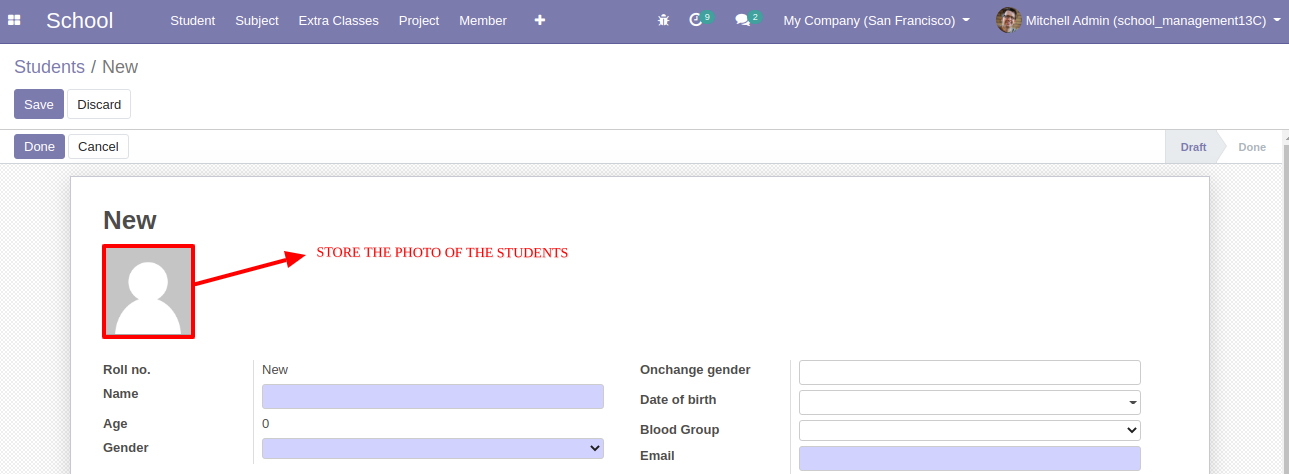 School Student Subject Extra Classes Project Member 9 2 My Company (San Francisco) Mitchell Admin (school_management13C)
Students / New
Save Discard
Done Cancel Draft Done
New
STORE THE PHOTO OF THE STUDENTS
Roll no. New Onchange gender
Name Date of birth
Age 0 Blood Group
Gender Email